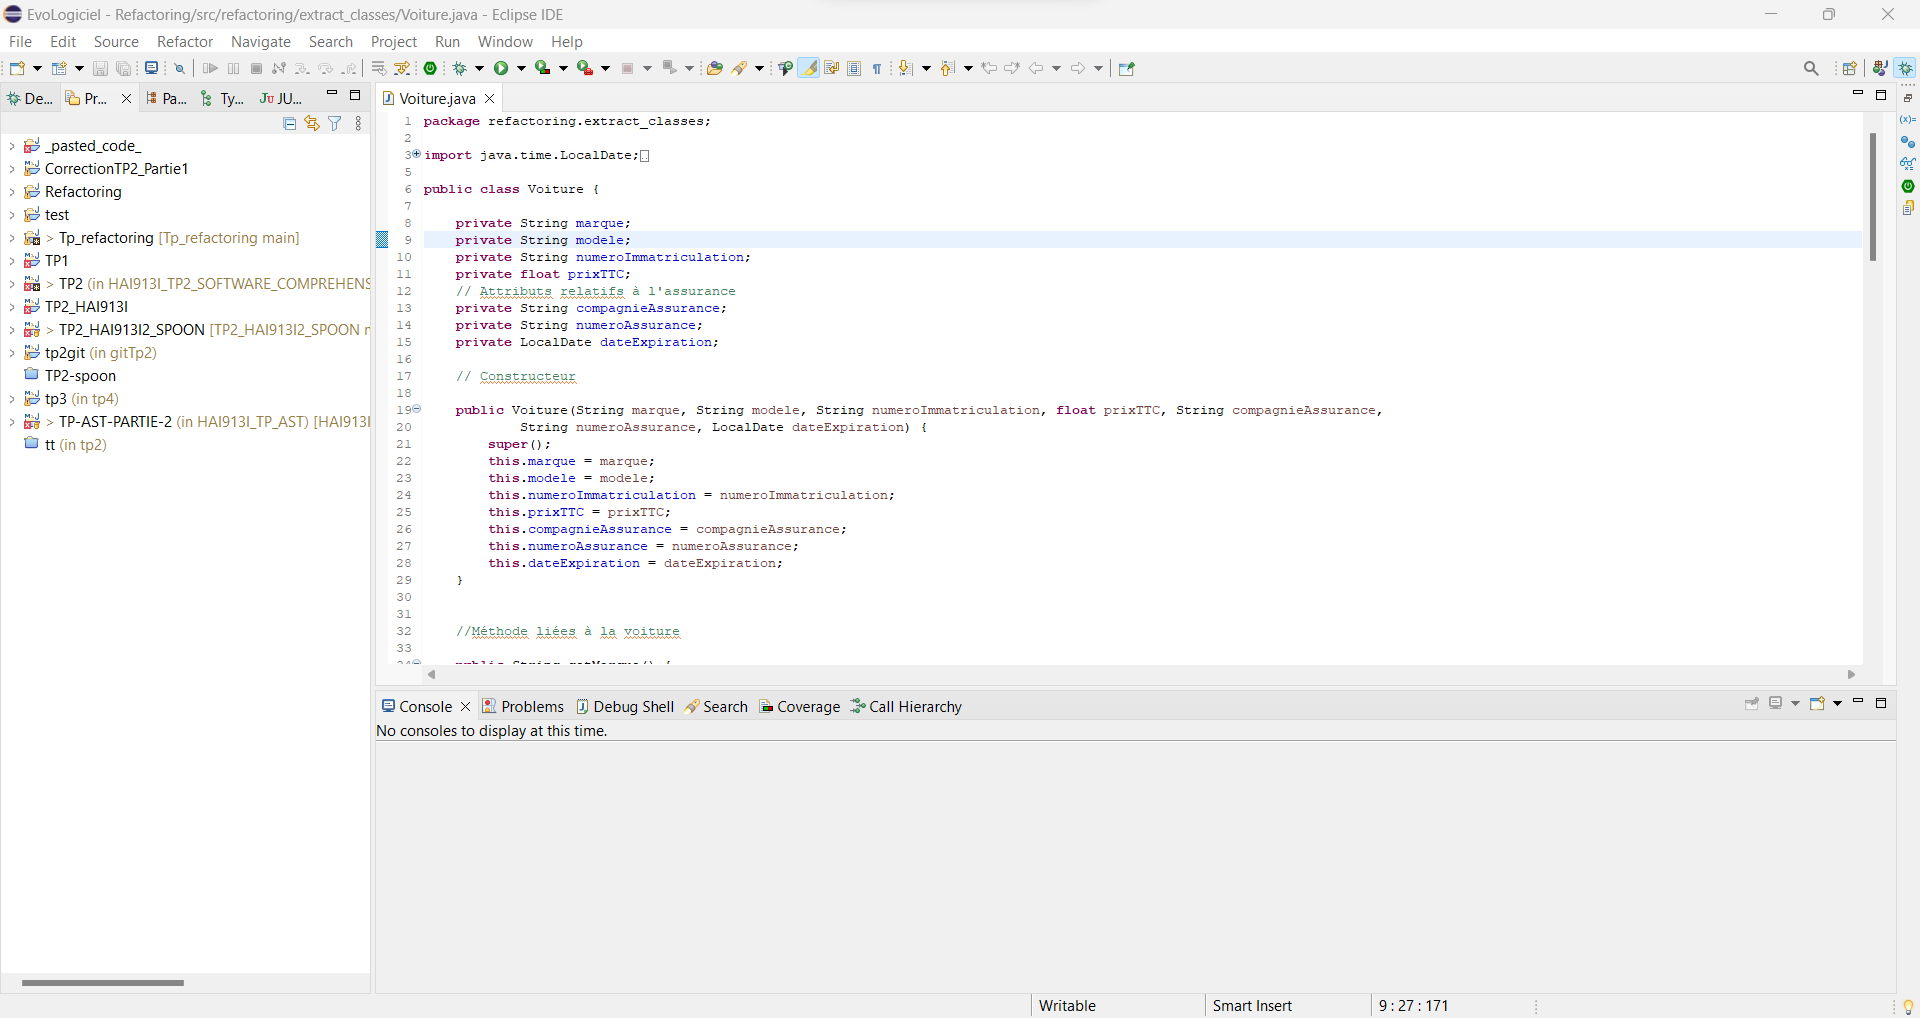 EvoLogiciel - Refactoring/src/refactoring/extract_classes/Voiture.java - Eclipse IDE
File Edit Source Refactor Navigate Search Project Run Window Help
De... Pr... Pa... Ty... JU...
_pasted_code_
CorrectionTP2_Partie1
Refactoring
test
> Tp_refactoring [Tp_refactoring main]
TP1
> TP2 (in HAI913I_TP2_SOFTWARE_COMPREHENS
TP2_HAI913I
> TP2_HAI913I2_SPOON [TP2_HAI913I2_SPOON
tp2git (in gitTp2)
TP2-spoon
tp3 (in tp4)
> TP-AST-PARTIE-2 (in HAI913I_TP_AST) [HAI913I
tt (in tp2)
Voiture.java
1 package refactoring.extract_classes;
2
3 import java.time.LocalDate;
5
6 public class Voiture {
7
8 private String marque;
9 private String modele;
10 private String numeroImmatriculation;
11 private float prixTTC;
12 // Attributs relatifs à l'assurance
13 private String compagnieAssurance;
14 private String numeroAssurance;
15 private LocalDate dateExpiration;
16
17 // Constructeur
18
19 public Voiture(String marque, String modele, String numeroImmatriculation, float prixTTC, String compagnieAssurance,
20 String numeroAssurance, LocalDate dateExpiration) {
21 super();
22 this.marque = marque;
23 this.modele = modele;
24 this.numeroImmatriculation = numeroImmatriculation;
25 this.prixTTC = prixTTC;
26 this.compagnieAssurance = compagnieAssurance;
27 this.numeroAssurance = numeroAssurance;
28 this.dateExpiration = dateExpiration;
29 }
30
31
32 //Méthode liées à la voiture
33
34 public String getMarque() {
Console Problems Debug Shell Search Coverage Call Hierarchy
No consoles to display at this time.
Writable Smart Insert 9 : 27 : 171